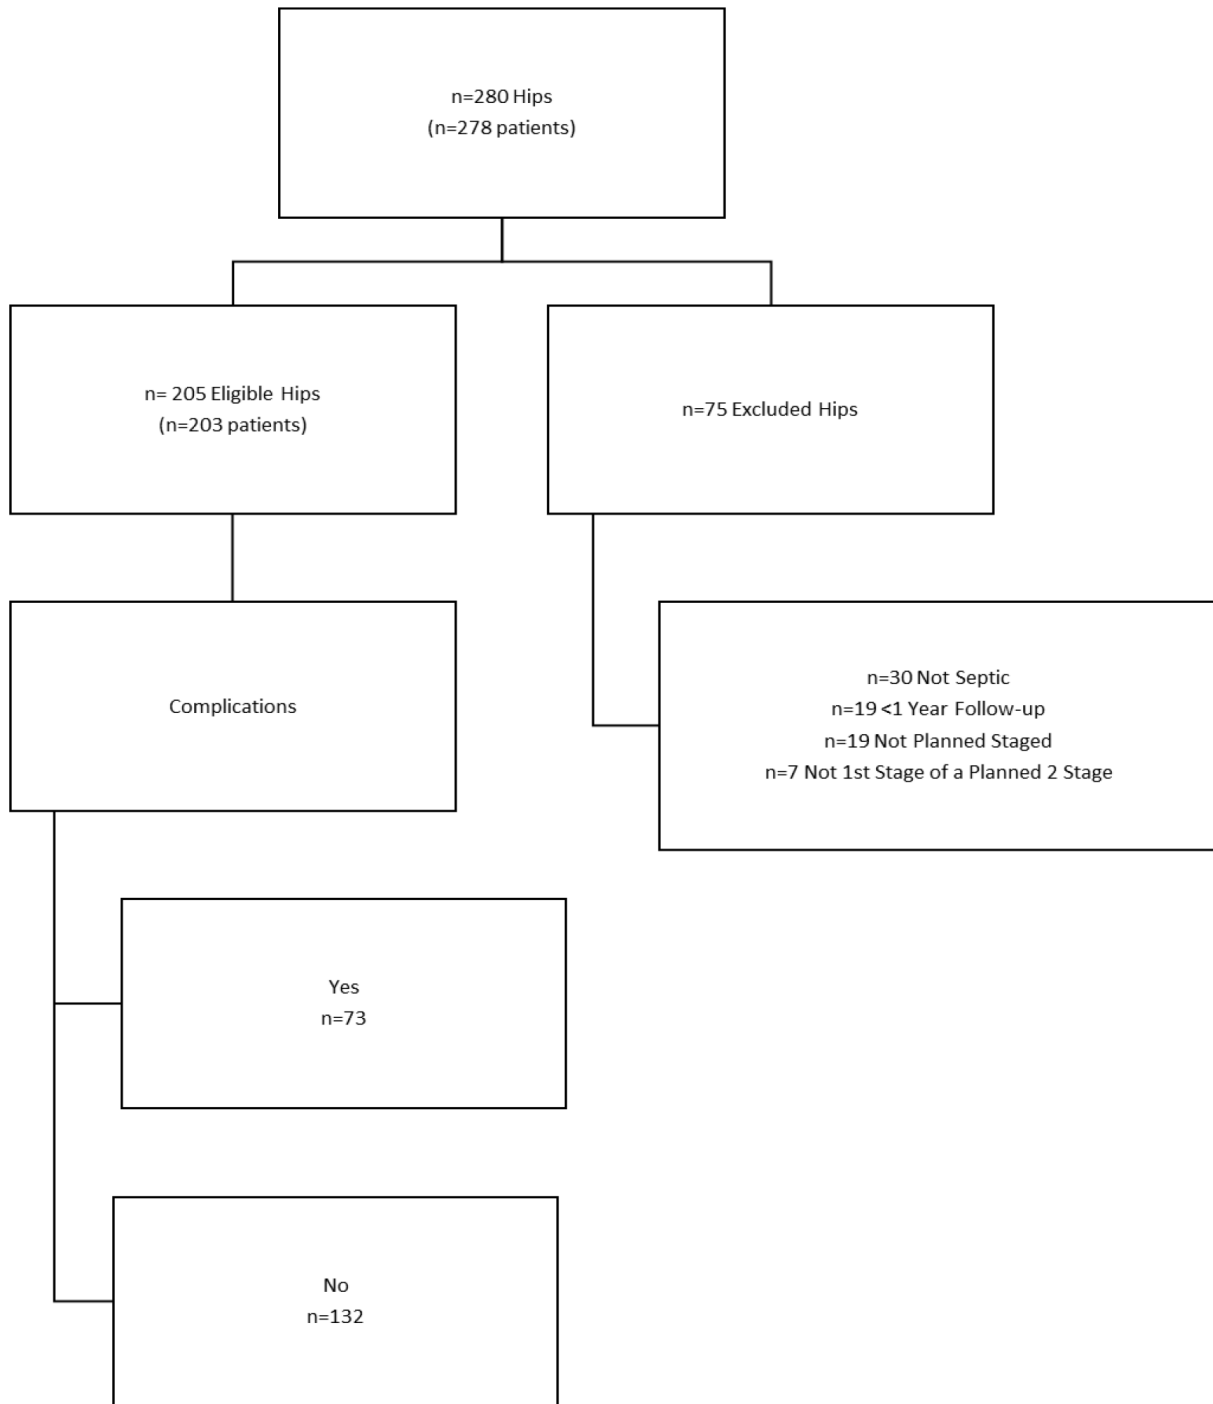 n=280 Hips
(n=278 patients)
n= 205 Eligible Hips
(n=203 patients)
n=75 Excluded Hips
Complications
n=30 Not Septic
n=19 <1 Year Follow-up
n=19 Not Planned Staged
n=7 Not 1st Stage of a Planned 2 Stage
Yes
n=73
No
n=132